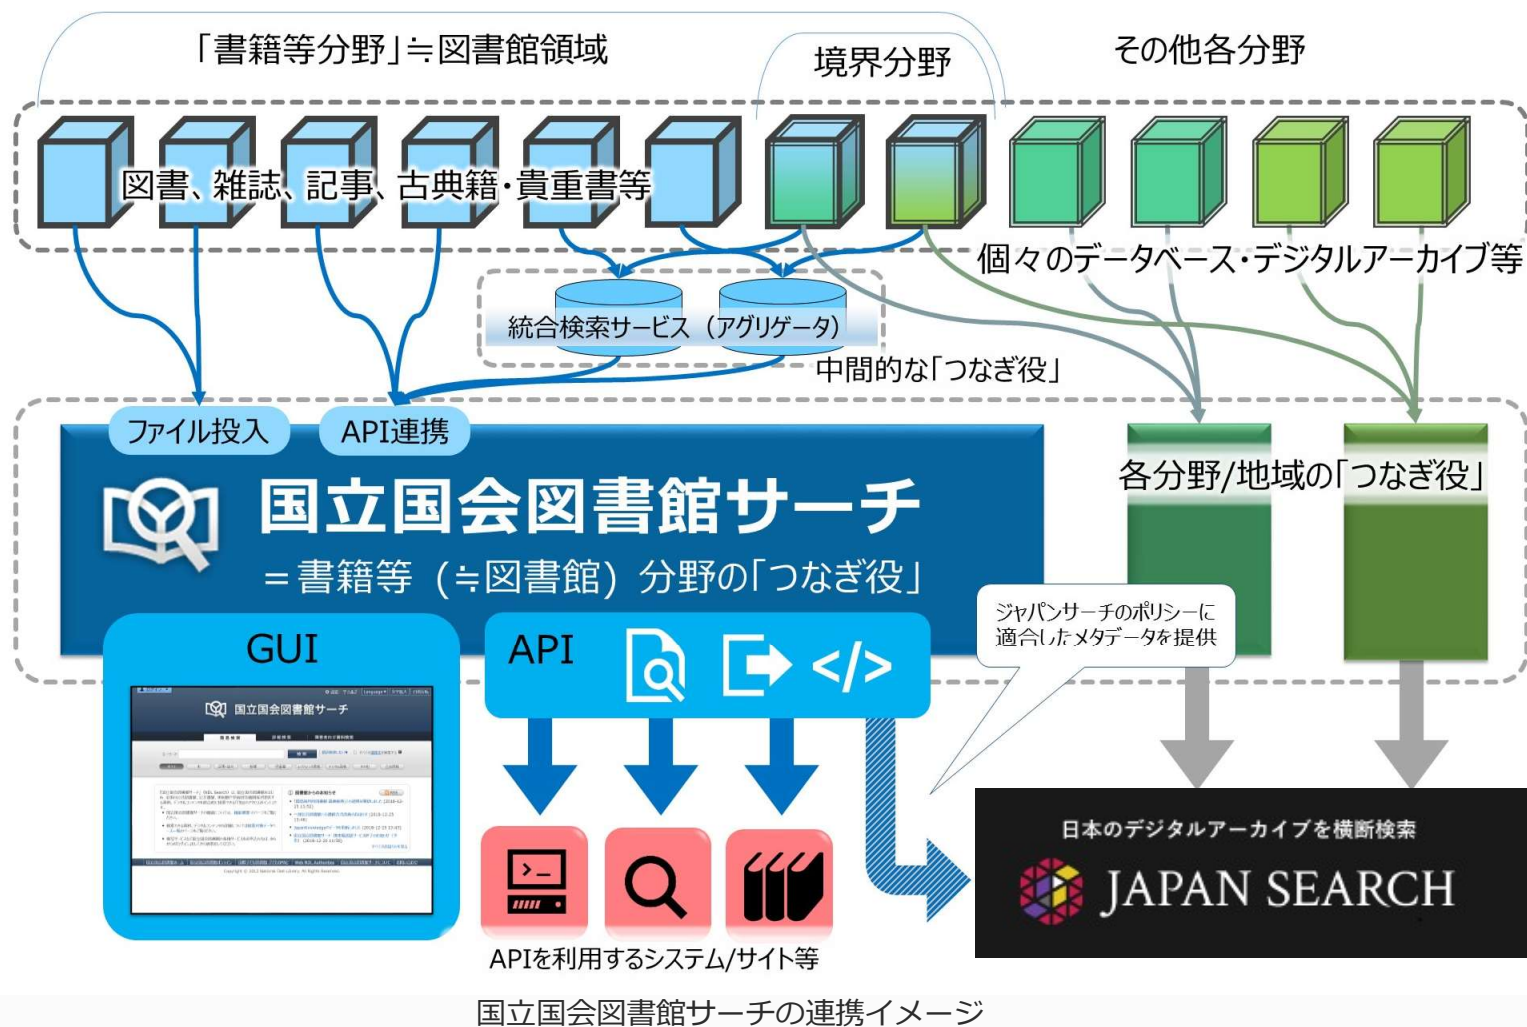 「書籍等分野」≒図書館領域
境界分野
その他各分野
図書、雑誌、記事、古典籍・貴重書等
個々のデータベース・デジタルアーカイブ等
統合検索サービス（アグリゲータ）
中間的な「つなぎ役」
ファイル投入
API連携
国立国会図書館サーチ
＝書籍等（≒図書館）分野の「つなぎ役」
各分野/地域の「つなぎ役」
ジャパンサーチのポリシーに
適合したメタデータを提供
GUI
API
</>
国立国会図書館サーチ
簡易検索
詳細検索
>_
APIを利用するシステム/サイト等
日本のデジタルアーカイブを横断検索
JAPAN SEARCH
国立国会図書館サーチの連携イメージ